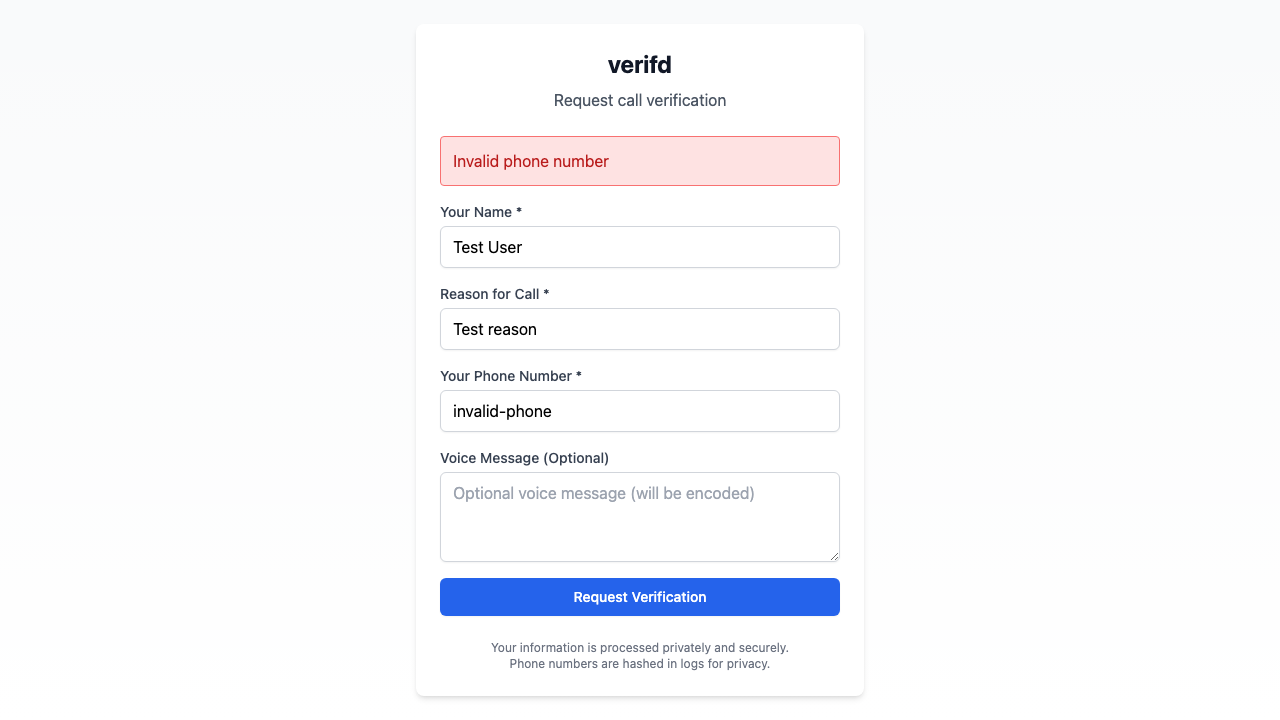 verifd
Request call verification
Invalid phone number
Your Name *
Test User
Reason for Call *
Test reason
Your Phone Number *
invalid-phone
Voice Message (Optional)
Optional voice message (will be encoded)
Request Verification
Your information is processed privately and securely.
Phone numbers are hashed in logs for privacy.